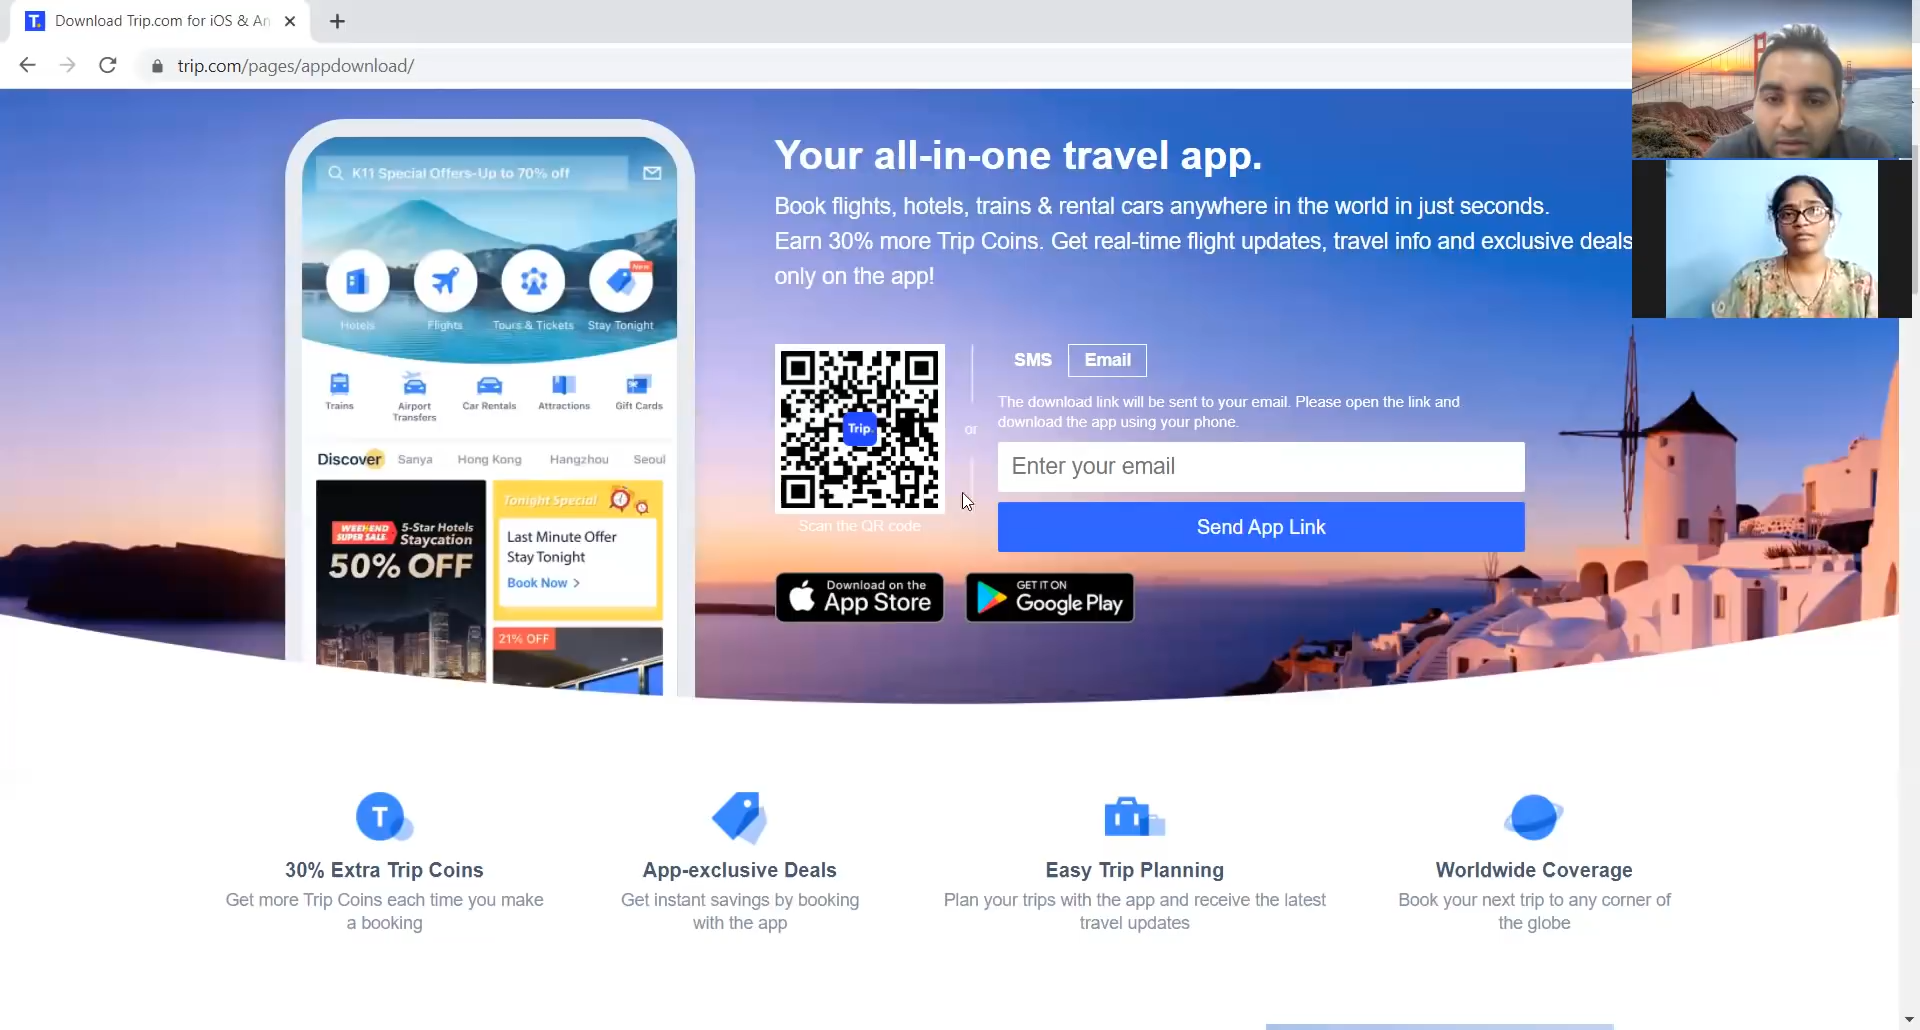 T.
Download Trip.com for iOS & An
trip.com/pages/appdownload/
K11 Special Offers-Up to 70% off
New
Hotels
Flights
Tours & Tickets
Stay Tonight
Trains
Airport
Transfers
Car Rentals
Attractions
Gift Cards
Discover
Sanya
Hong Kong
Hangzhou
Seoul
WEEKEND
SUPER SALE.
5-Star Hotels
Staycation
50% OFF
Tonight Special
Last Minute Offer
Stay Tonight
Book Now >
21% OFF
Your all-in-one travel app.
Book flights, hotels, trains & rental cars anywhere in the world in just seconds.
Earn 30% more Trip Coins. Get real-time flight updates, travel info and exclusive deals
only on the app!
Trip.
Scan the QR code
or
SMS
Email
The download link will be sent to your email. Please open the link and
download the app using your phone.
Enter your email
Send App Link
Download on the
App Store
GET IT ON
Google Play
T
30% Extra Trip Coins
Get more Trip Coins each time you make
a booking
App-exclusive Deals
Get instant savings by booking
with the app
Easy Trip Planning
Plan your trips with the app and receive the latest
travel updates
Worldwide Coverage
Book your next trip to any corner of
the globe